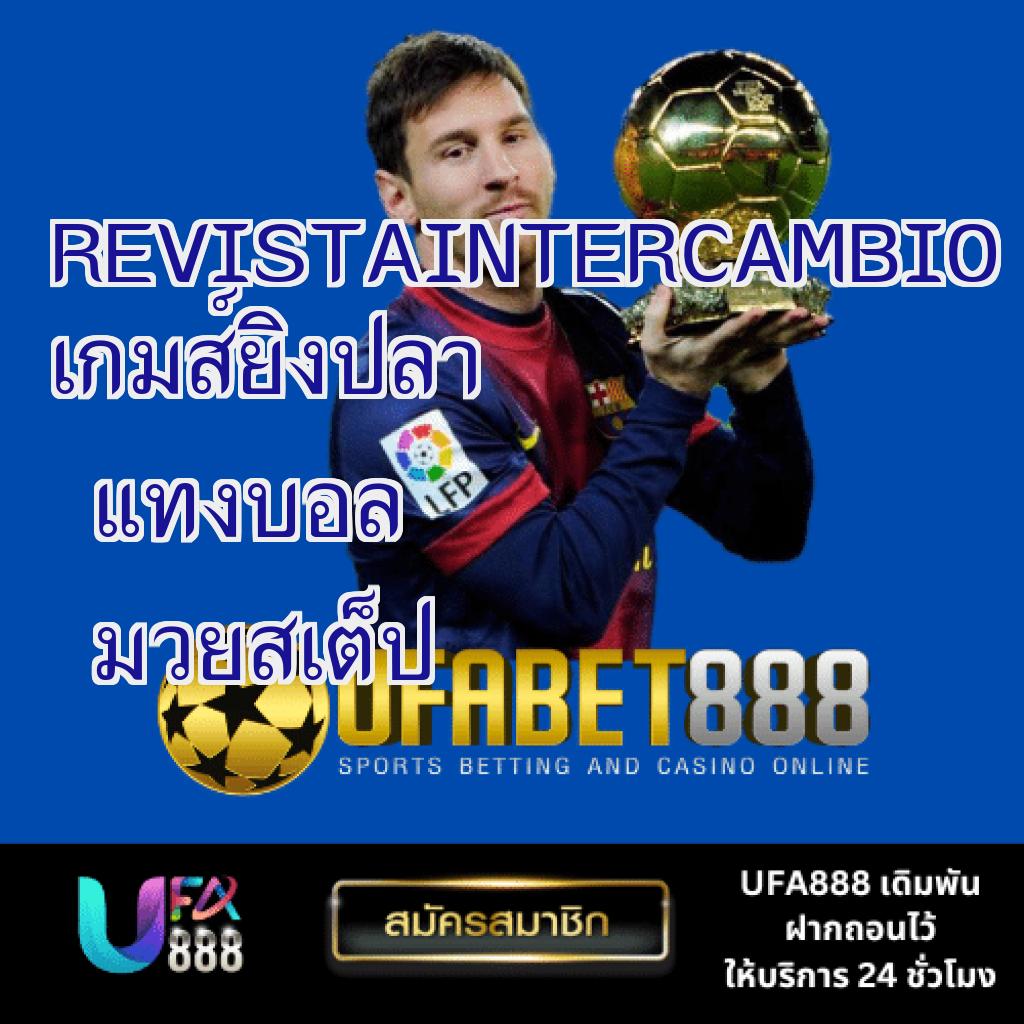 REVISTAINTERCAMBIO
เกมส์ยิงปลา
แทงบอล
มวยสเต็ป
LFP
UFABET888
SPORTS BETTING AND CASINO ONLINE
UFA
888
สมัครสมาชิก
UFA888 เดิมพัน
ฝากถอนไว้
ให้บริการ 24 ชั่วโมง